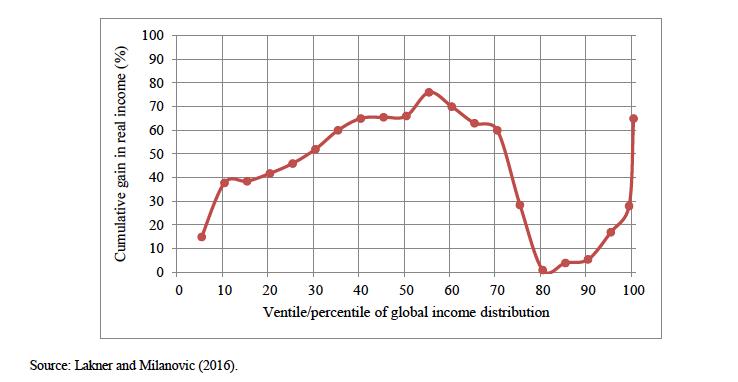 100
90
80
70
60
50
40
30
20
10
0
Cumulative gain in real income (%)
0 10 20 30 40 50 60 70 80 90 100
Ventile/percentile of global income distribution
Source: Lakner and Milanovic (2016).